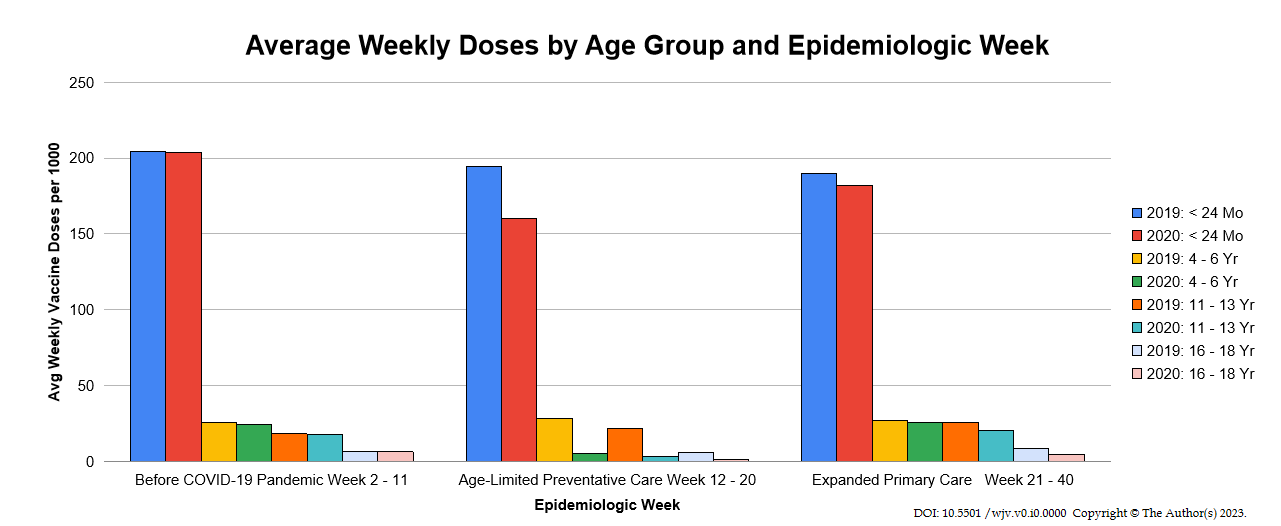 Average Weekly Doses by Age Group and Epidemiologic Week
Avg Weekly Vaccine Doses per 1000
250
200
150
100
50
0
Before COVID-19 Pandemic Week 2 - 11
Age-Limited Preventative Care Week 12 - 20
Expanded Primary Care Week 21 - 40
Epidemiologic Week
2019: < 24 Mo
2020: < 24 Mo
2019: 4 - 6 Yr
2020: 4 - 6 Yr
2019: 11 - 13 Yr
2020: 11 - 13 Yr
2019: 16 - 18 Yr
2020: 16 - 18 Yr
DOI: 10.5501 /wjv.v0.i0.0000 Copyright © The Author(s) 2023.